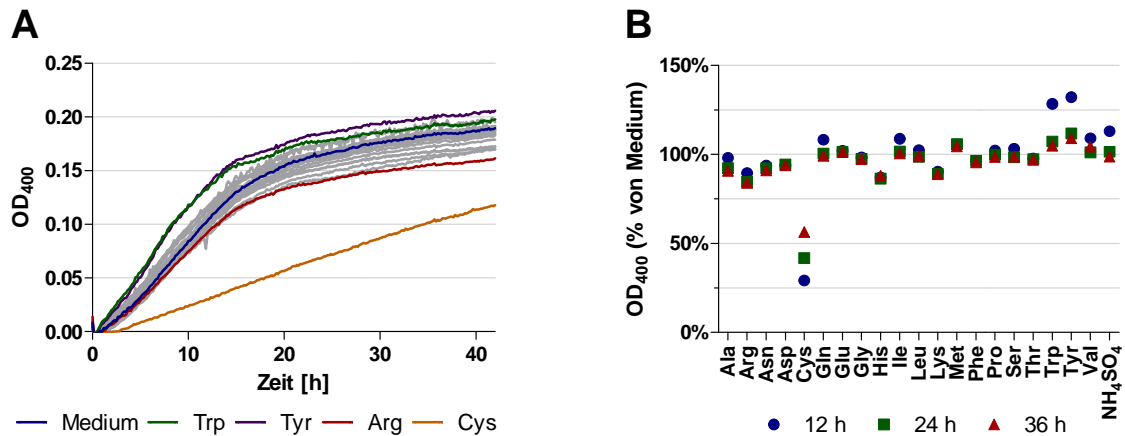 A
OD400
0.25
0.20
0.15
0.10
0.05
0.00
0
10
20
30
40
Zeit [h]
Medium
Trp
Tyr
Arg
Cys
B
OD400 (% von Medium)
150%
100%
50%
0%
Ala
Arg
Asn
Asp
Cys
Gln
Glu
Gly
His
Ile
Leu
Lys
Met
Phe
Pro
Ser
Thr
Trp
Tyr
Val
NH4SO4
12 h
24 h
36 h